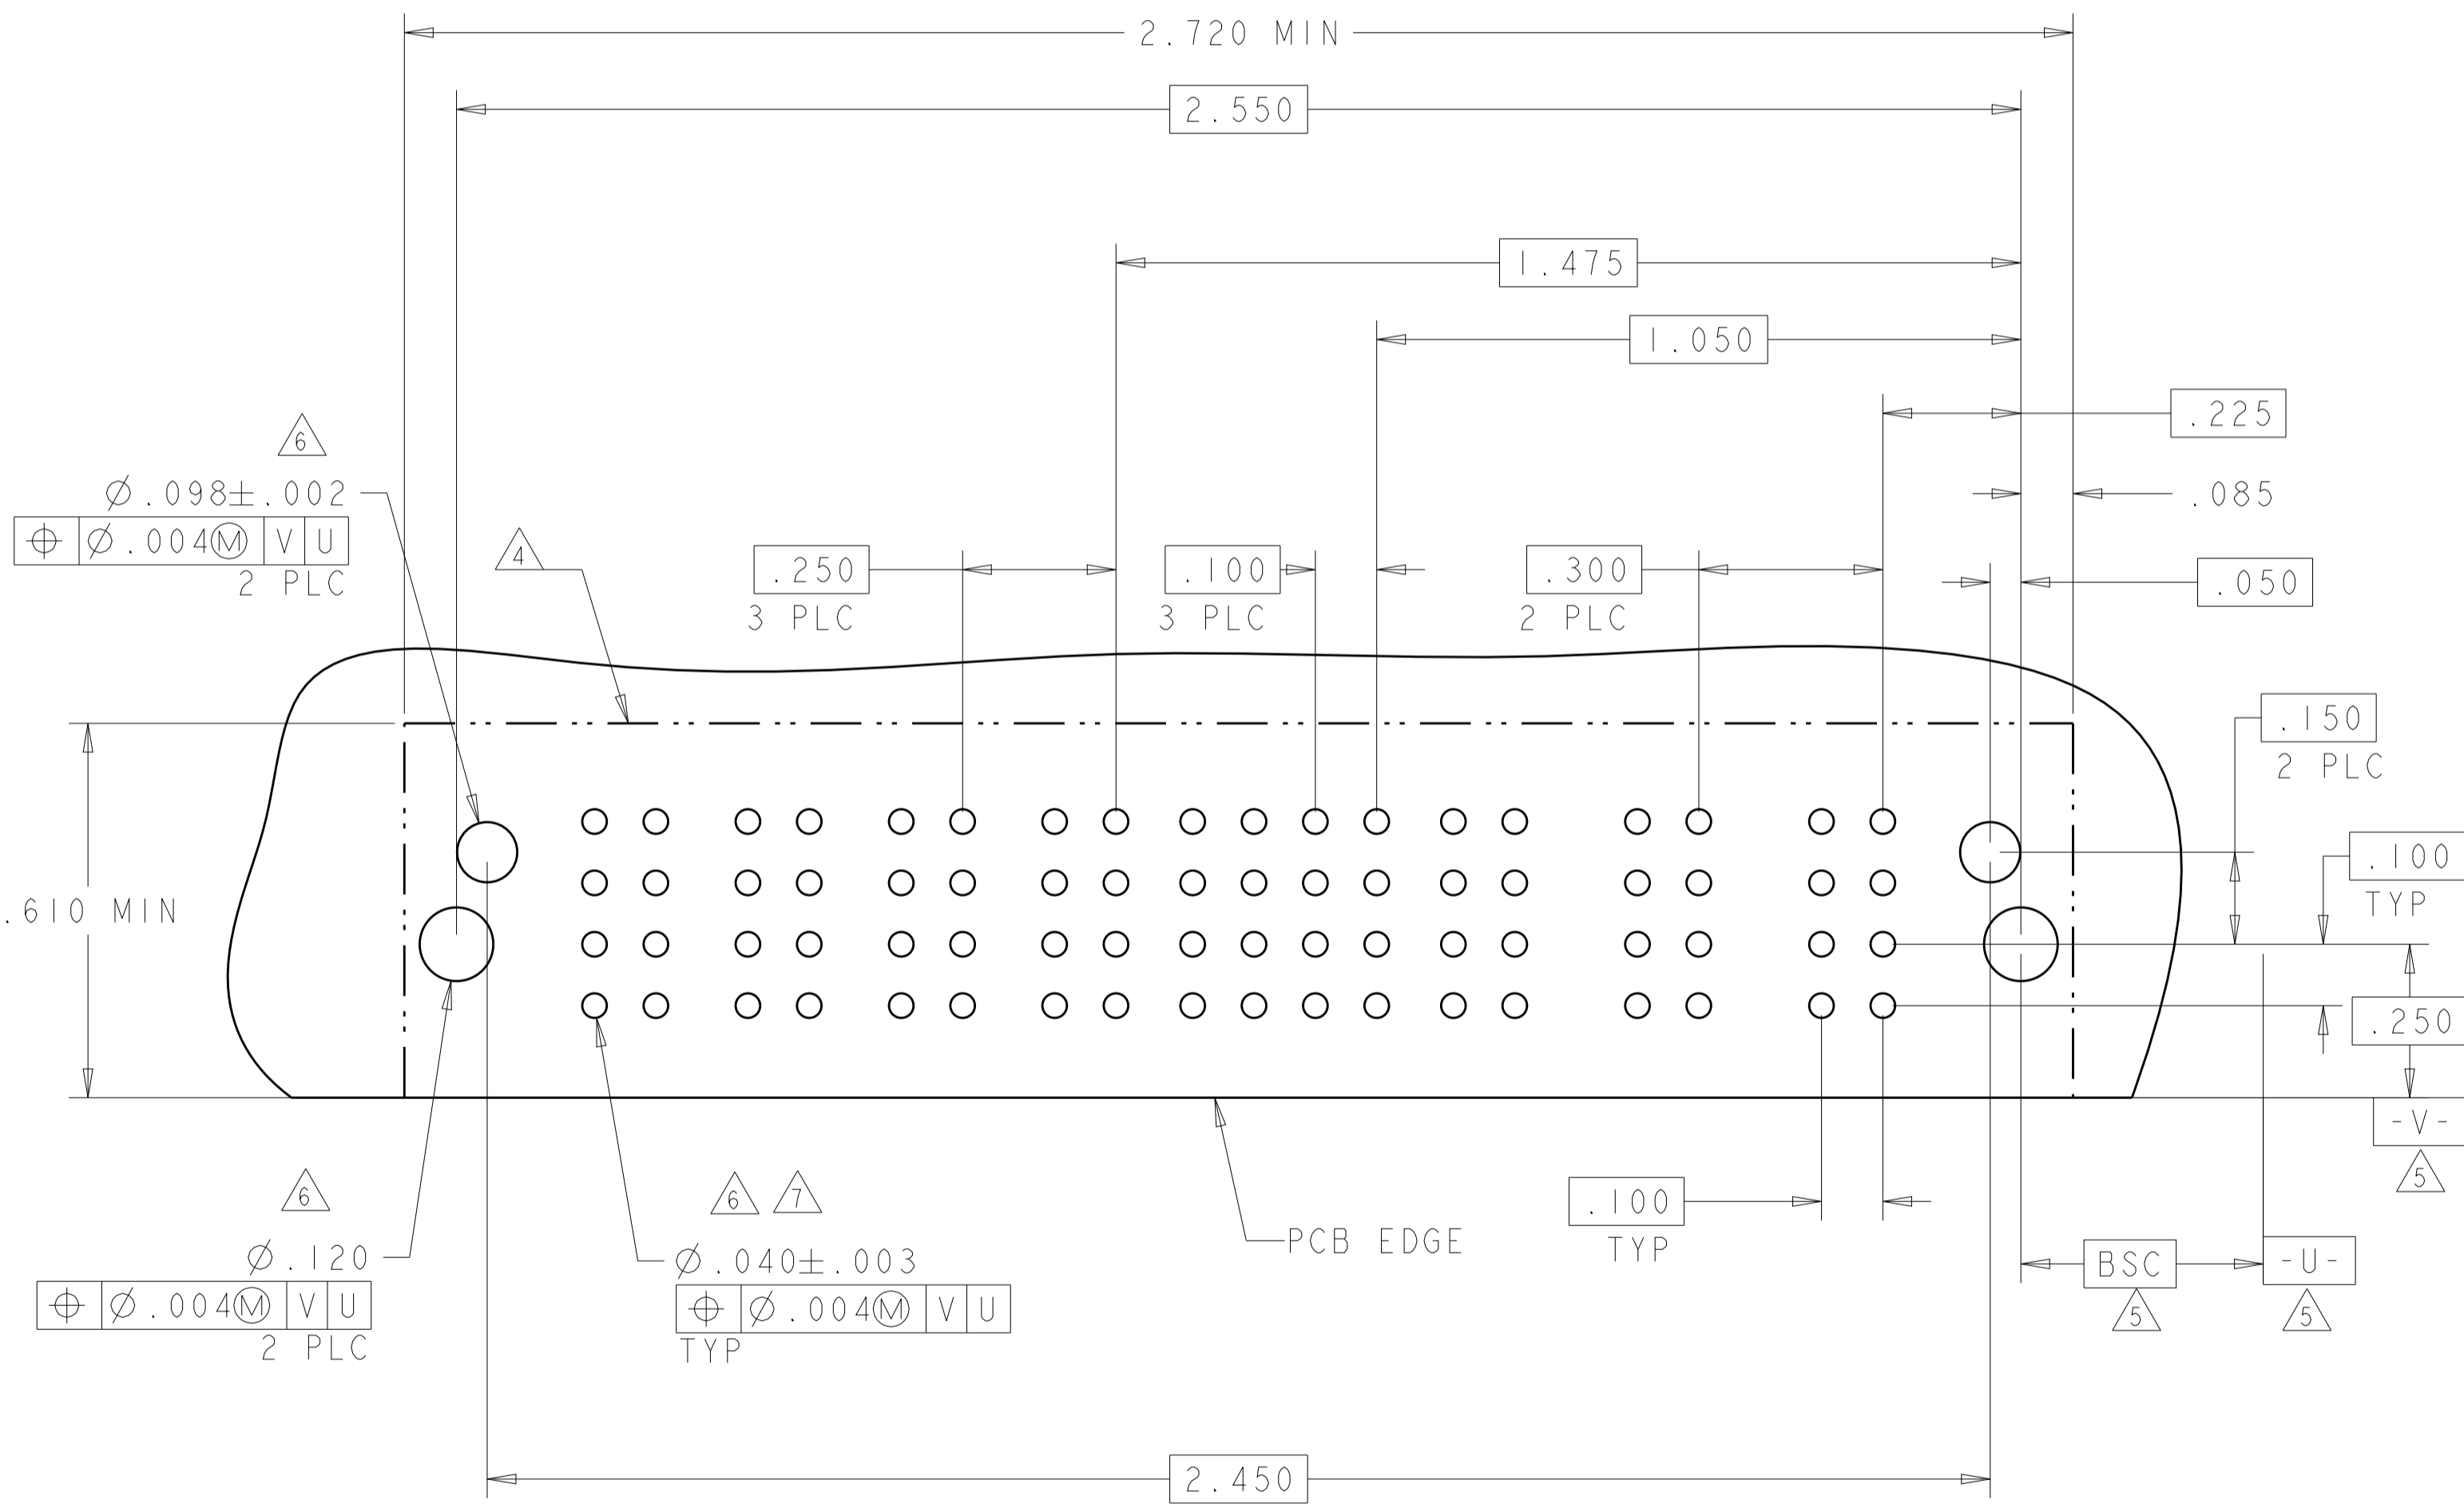 2.720 MIN
2.550
1.475
1.050
.225
6
Ø.098±.002
⌖ Ø.004Ⓜ V U
2 PLC
.085
4
.250
3 PLC
.100
3 PLC
.300
2 PLC
.050
.150
2 PLC
.100
TYP
.610 MIN
.250
-V-
5
6
Ø.120
⌖ Ø.004Ⓜ V U
2 PLC
6 7
Ø.040±.003
⌖ Ø.004Ⓜ V U
TYP
PCB EDGE
.100
TYP
BSC
5
-U-
5
2.450